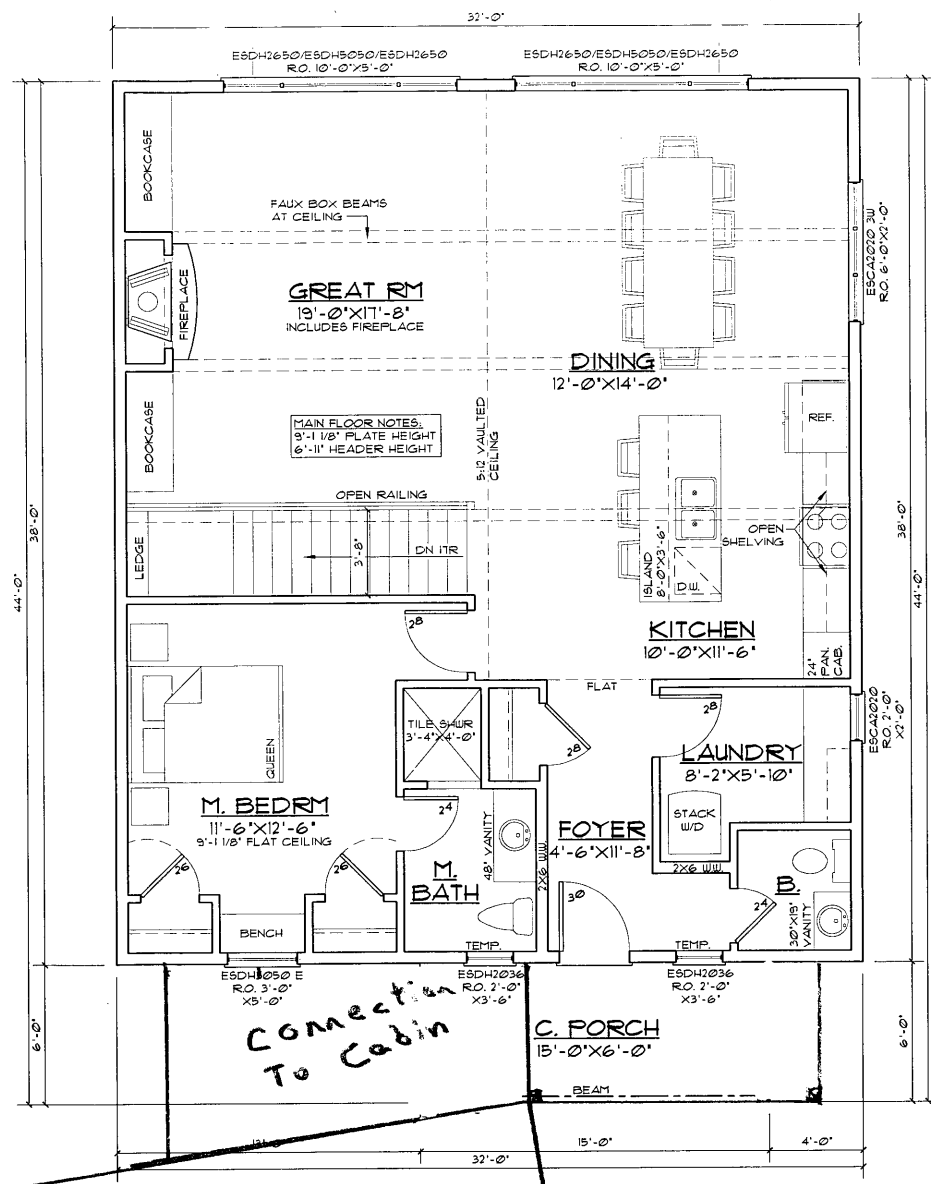 32'-0"
ESDH2650/ESDH5050/ESDH2650
R.O. 10'-0"X5'-0"
ESDH2650/ESDH5050/ESDH2650
R.O. 10'-0"X5'-0"
BOOKCASE
FAUX BOX BEAMS
AT CEILING
ESCA2020 3W
R.O. 6'-0"X2'-0"
FIREPLACE
GREAT RM
19'-0"X17'-8"
INCLUDES FIREPLACE
DINING
12'-0"X14'-0"
BOOKCASE
MAIN FLOOR NOTES:
9'-1 1/8" PLATE HEIGHT
6'-11" HEADER HEIGHT
5:12 VAULTED
CEILING
REF.
OPEN RAILING
OPEN
SHELVING
38'-0"
38'-0"
44'-0"
44'-0"
LEDGE
3'-8"
DN 17R
ISLAND
8'-0"X3'-6"
D.W.
28
KITCHEN
10'-0"X11'-6"
24"
PAN.
CAB.
FLAT
28
28
TILE SHWR
3'-4"X4'-0"
ESCA2020
R.O. 2'-0"
X2'-0"
QUEEN
LAUNDRY
8'-2"X5'-10"
M. BEDRM
11'-6"X12'-6"
9'-1 1/8" FLAT CEILING
24
48" VANITY
STACK
W/D
FOYER
4'-6"X11'-8"
2X6 W.W.
2X6 W.W.
26
26
M.
BATH
30
B.
24
30"X19"
VANITY
BENCH
TEMP.
TEMP.
ESDH3050 E
R.O. 3'-0"
X5'-0"
ESDH2036
R.O. 2'-0"
X3'-6"
ESDH2036
R.O. 2'-0"
X3'-6"
Connection
To Cabin
C. PORCH
15'-0"X6'-0"
6'-0"
6'-0"
BEAM
15'-0"
4'-0"
32'-0"